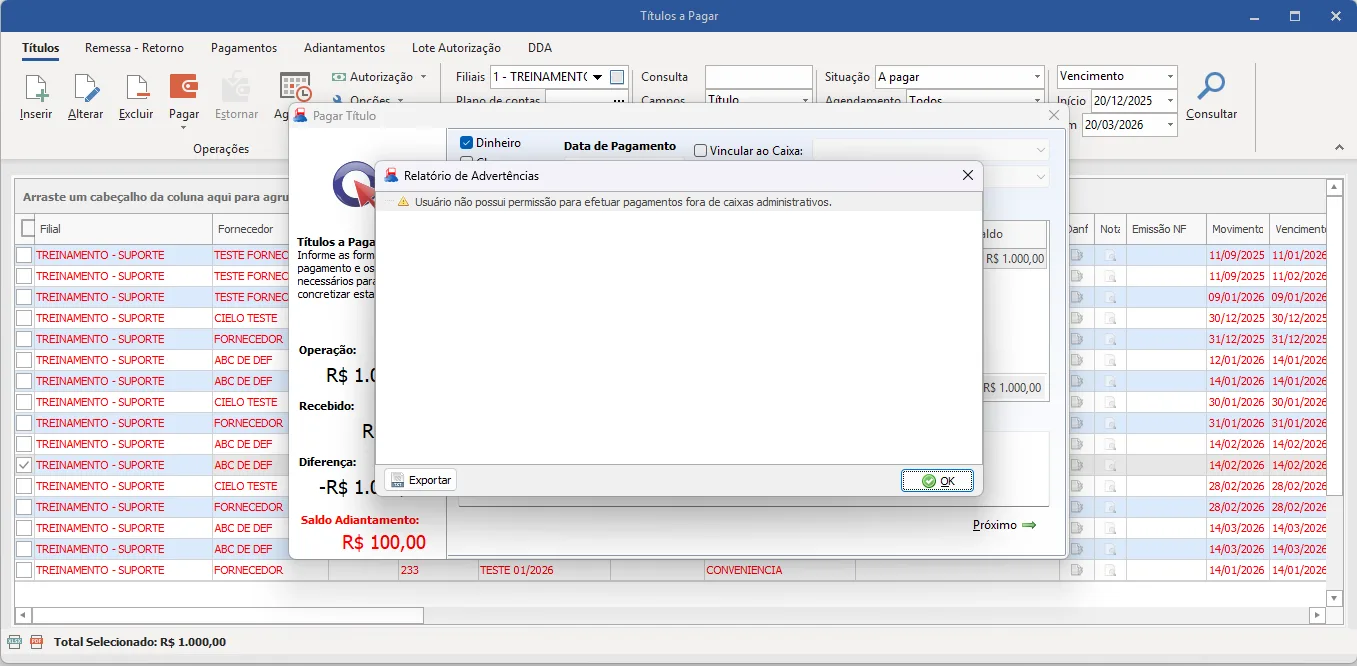 Títulos a Pagar
Títulos Remessa - Retorno Pagamentos Adiantamentos Lote Autorização DDA
Autorização Filiais 1 - TREINAMENTO Consulta Situação A pagar Vencimento
Opções Plano de contas ... Campos Título Agendamento Todos Início 20/12/2025
Inserir Alterar Excluir Pagar Estornar Ag 20/03/2026 Consultar
Operações
Pagar Título
Dinheiro Data de Pagamento Vincular ao Caixa:
Relatório de Advertências
Usuário não possui permissão para efetuar pagamentos fora de caixas administrativos.
Arraste um cabeçalho da coluna aqui para agru
Filial Fornecedor Emissão NF Movimento Vencimento
Títulos a Paga
Informe as form
pagamento e os
necessários para
concretizar esta
R$ 1.000,00
Operação:
R$ 1.0
Recebido:
R
Diferença:
-R$ 1.0
R$ 1.000,00
Saldo Adiantamento:
R$ 100,00
Exportar OK
Próximo
TREINAMENTO - SUPORTE TESTE FORNEC 11/09/2025 11/01/2026
TREINAMENTO - SUPORTE TESTE FORNEC 11/09/2025 11/02/2026
TREINAMENTO - SUPORTE TESTE FORNEC 09/01/2026 09/01/2026
TREINAMENTO - SUPORTE CIELO TESTE 30/12/2025 30/12/2025
TREINAMENTO - SUPORTE FORNECEDOR 31/12/2025 31/12/2025
TREINAMENTO - SUPORTE ABC DE DEF 12/01/2026 14/01/2026
TREINAMENTO - SUPORTE ABC DE DEF 14/01/2026 14/01/2026
TREINAMENTO - SUPORTE CIELO TESTE 30/01/2026 30/01/2026
TREINAMENTO - SUPORTE FORNECEDOR 31/01/2026 31/01/2026
TREINAMENTO - SUPORTE ABC DE DEF 14/02/2026 14/02/2026
TREINAMENTO - SUPORTE ABC DE DEF 14/02/2026 14/02/2026
TREINAMENTO - SUPORTE CIELO TESTE 28/02/2026 28/02/2026
TREINAMENTO - SUPORTE FORNECEDOR 28/02/2026 28/02/2026
TREINAMENTO - SUPORTE ABC DE DEF 14/03/2026 14/03/2026
TREINAMENTO - SUPORTE ABC DE DEF 14/03/2026 14/03/2026
TREINAMENTO - SUPORTE FORNECEDOR 233 TESTE 01/2026 CONVENIENCIA 14/01/2026 14/01/2026
Total Selecionado: R$ 1.000,00